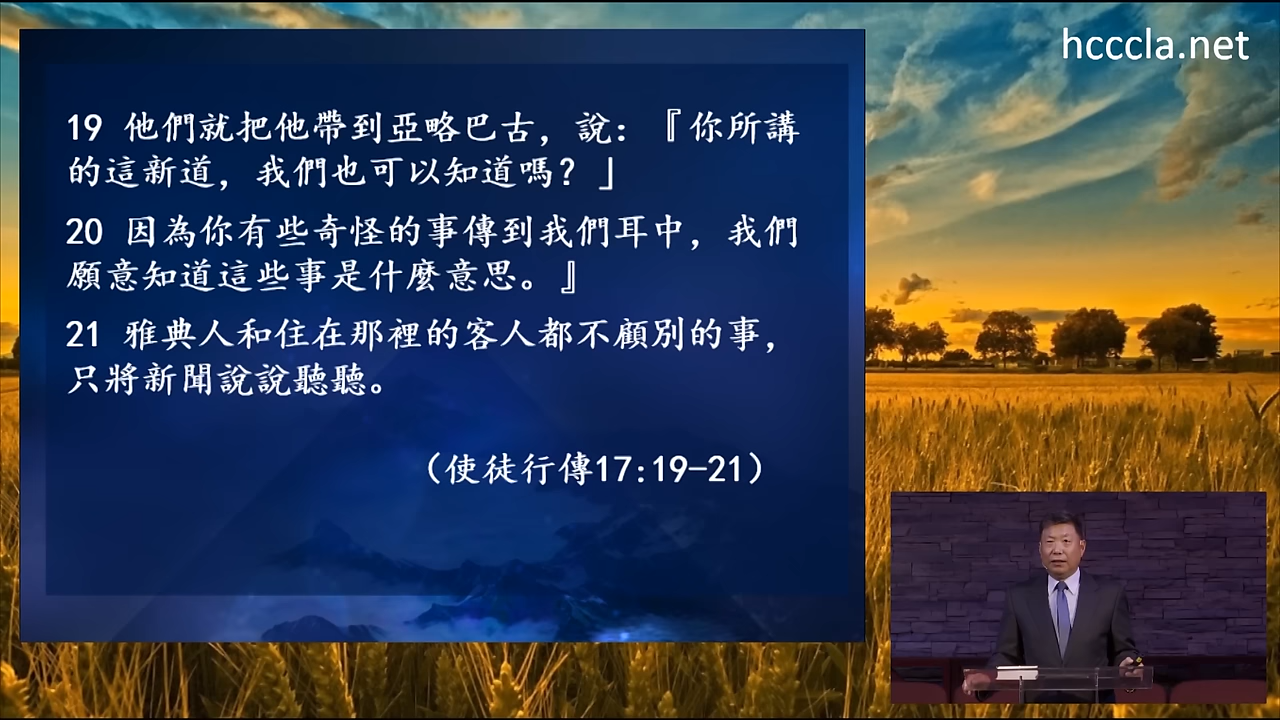 hcccla.net
19 他們就把他帶到亞略巴古，說：『你所講
的這新道，我們也可以知道嗎？」
20 因為你有些奇怪的事傳到我們耳中，我們
願意知道這些事是什麼意思。』
21 雅典人和住在那裡的客人都不顧別的事，
只將新聞說說聽聽。
（使徒行傳17:19-21）